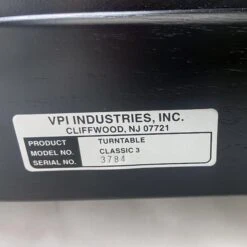 VPI INDUSTRIES, INC.
CLIFFWOOD, NJ 07721
PRODUCT TURNTABLE
MODEL NO. CLASSIC 3
SERIAL NO. 3784